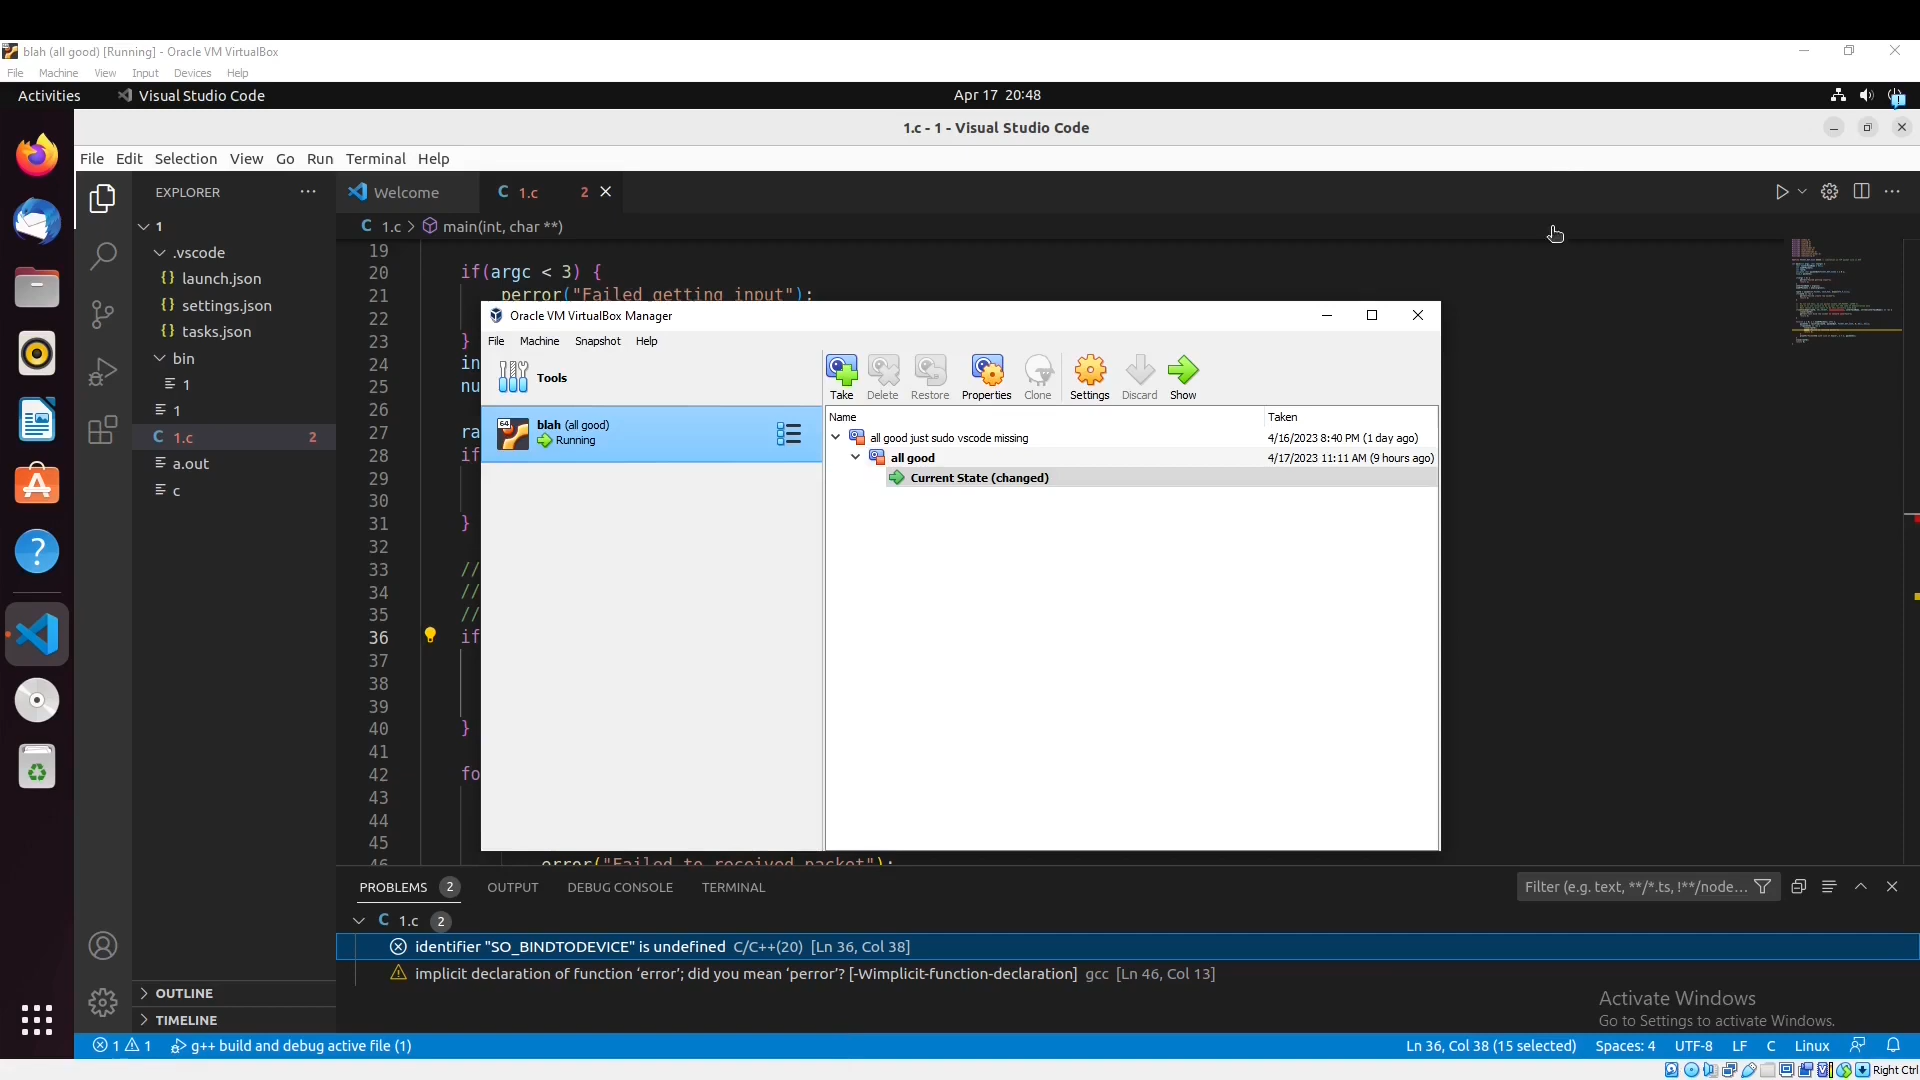 blah (all good) [Running] - Oracle VM VirtualBox
File Machine View Input Devices Help
Activities Visual Studio Code Apr 17 20:48
1.c - 1 - Visual Studio Code
File Edit Selection View Go Run Terminal Help
EXPLORER
Welcome
C 1.c 2
C 1.c > main(int, char **)
1
.vscode
launch.json
settings.json
tasks.json
bin
1
1
C 1.c 2
a.out
c
OUTLINE
TIMELINE
19
20 if(argc < 3) {
21 perror("Failed getting input");
22
23 }
24 in
25 nu
26
27 ra
28 if
29
30
31 }
32
33 //
34 //
35 //
36 if
37
38
39
40 }
41
42 fo
43
44
45
46 error("Failed to received packet");
Oracle VM VirtualBox Manager
File Machine Snapshot Help
Tools
64
blah (all good)
Running
Take Delete Restore Properties Clone Settings Discard Show
Name Taken
all good just sudo vscode missing 4/16/2023 8:40 PM (1 day ago)
all good 4/17/2023 11:11 AM (9 hours ago)
Current State (changed)
PROBLEMS 2 OUTPUT DEBUG CONSOLE TERMINAL Filter (e.g. text, **/*.ts, !**/node...
C 1.c 2
identifier "SO_BINDTODEVICE" is undefined C/C++(20) [Ln 36, Col 38]
implicit declaration of function ‘error’; did you mean ‘perror’? [-Wimplicit-function-declaration] gcc [Ln 46, Col 13]
Activate Windows
Go to Settings to activate Windows.
1 1 g++ build and debug active file (1) Ln 36, Col 38 (15 selected) Spaces: 4 UTF-8 LF C Linux
Right Ctrl